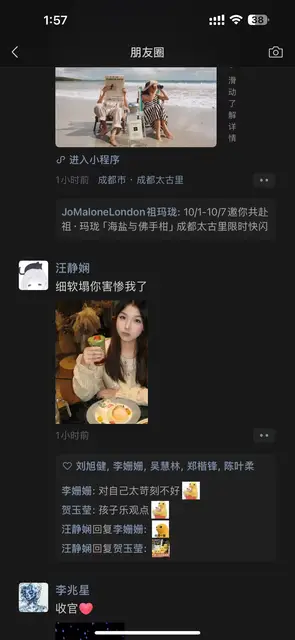 1:57
38
朋友圈
滑动了解详情
进入小程序
1小时前 成都市·成都太古里
JoMaloneLondon祖玛珑: 10/1-10/7邀你共赴
祖·玛珑「海盐与佛手柑」成都太古里限时快闪
汪静娴
细软塌你害惨我了
1小时前
刘旭健, 李姗姗, 吴慧林, 郑楷锋, 陈叶柔
李姗姗: 对自己太苛刻不好
贺玉莹: 孩子乐观点
汪静娴回复李姗姗:
汪静娴回复贺玉莹:
李兆星
收官